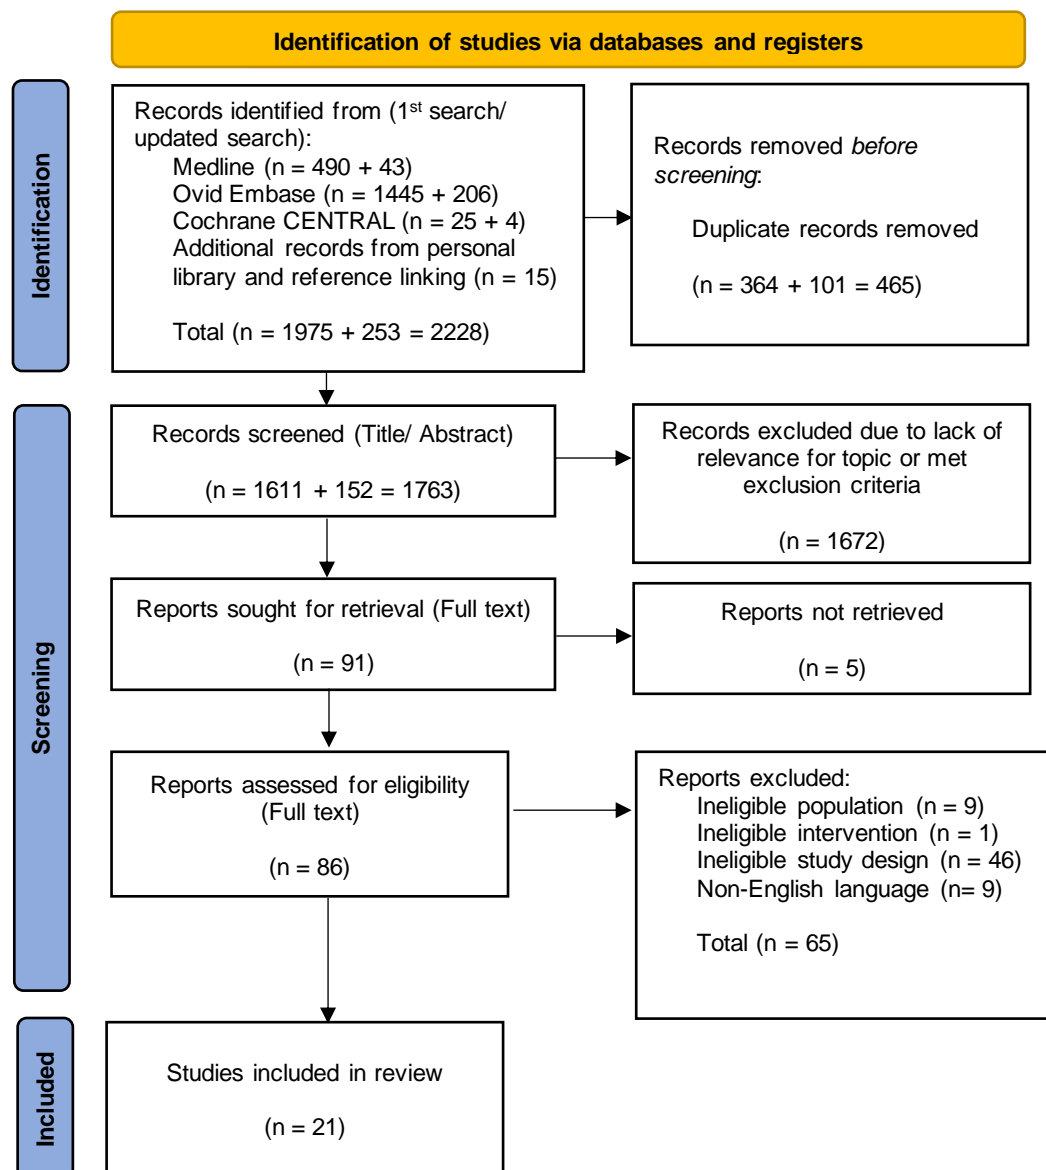 Identification of studies via databases and registers
Identification
Records identified from (1st search/
updated search):
Medline (n = 490 + 43)
Ovid Embase (n = 1445 + 206)
Cochrane CENTRAL (n = 25 + 4)
Additional records from personal
library and reference linking (n = 15)
Total (n = 1975 + 253 = 2228)
Records removed before
screening:
Duplicate records removed
(n = 364 + 101 = 465)
Screening
Records screened (Title/ Abstract)
(n = 1611 + 152 = 1763)
Records excluded due to lack of
relevance for topic or met
exclusion criteria
(n = 1672)
Reports sought for retrieval (Full text)
(n = 91)
Reports not retrieved
(n = 5)
Reports assessed for eligibility
(Full text)
(n = 86)
Reports excluded:
Ineligible population (n = 9)
Ineligible intervention (n = 1)
Ineligible study design (n = 46)
Non-English language (n= 9)
Total (n = 65)
Included
Studies included in review
(n = 21)